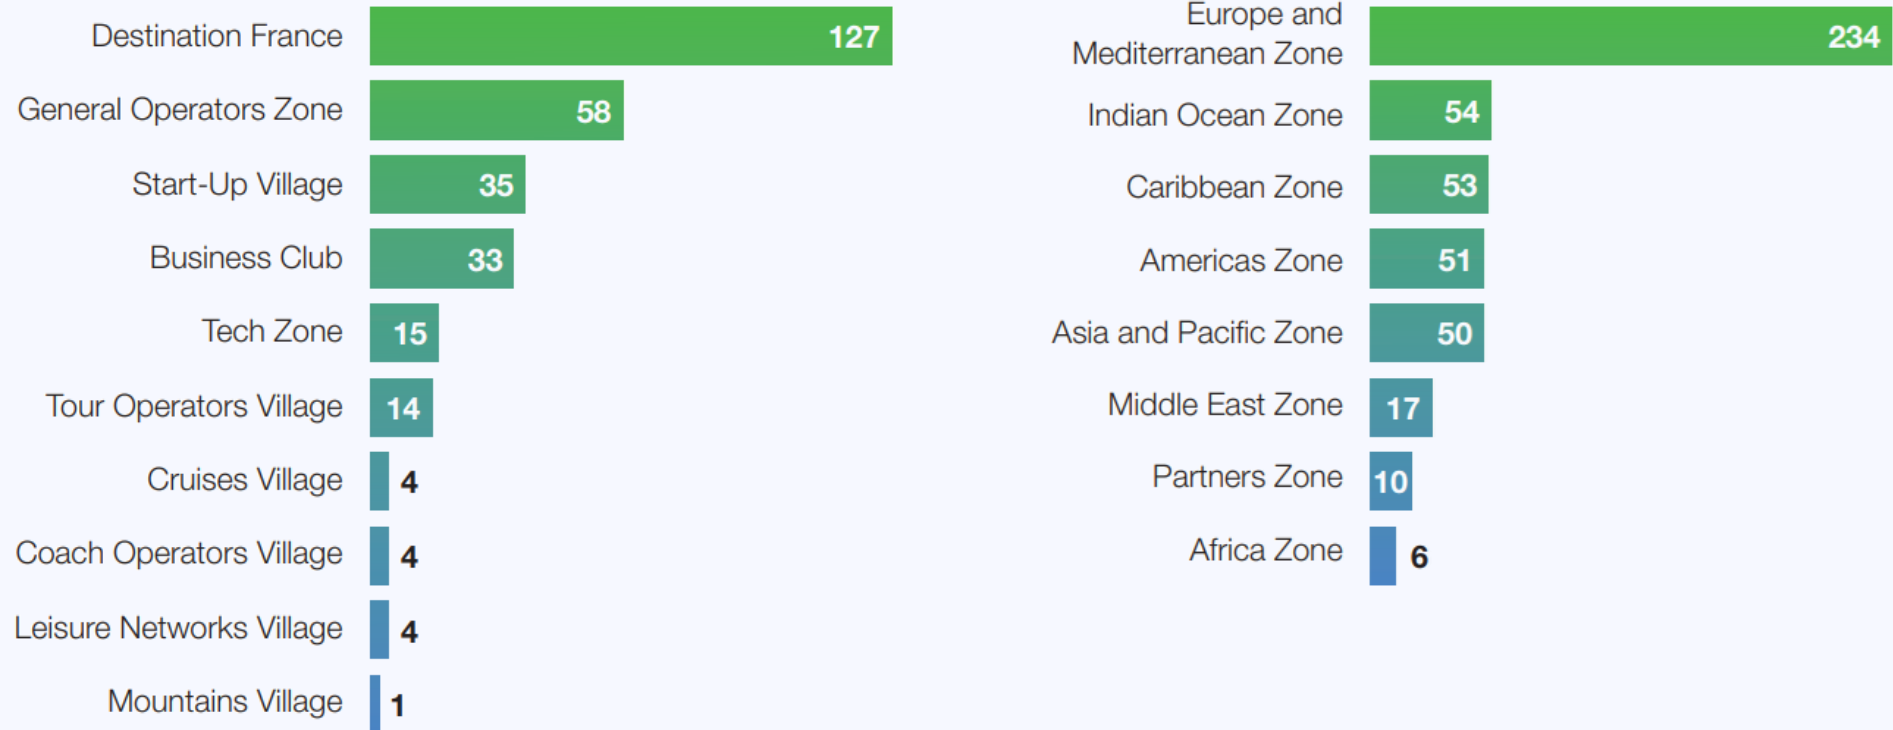 Destination France 127
General Operators Zone 58
Start-Up Village 35
Business Club 33
Tech Zone 15
Tour Operators Village 14
Cruises Village 4
Coach Operators Village 4
Leisure Networks Village 4
Mountains Village 1
Europe and
Mediterranean Zone 234
Indian Ocean Zone 54
Caribbean Zone 53
Americas Zone 51
Asia and Pacific Zone 50
Middle East Zone 17
Partners Zone 10
Africa Zone 6